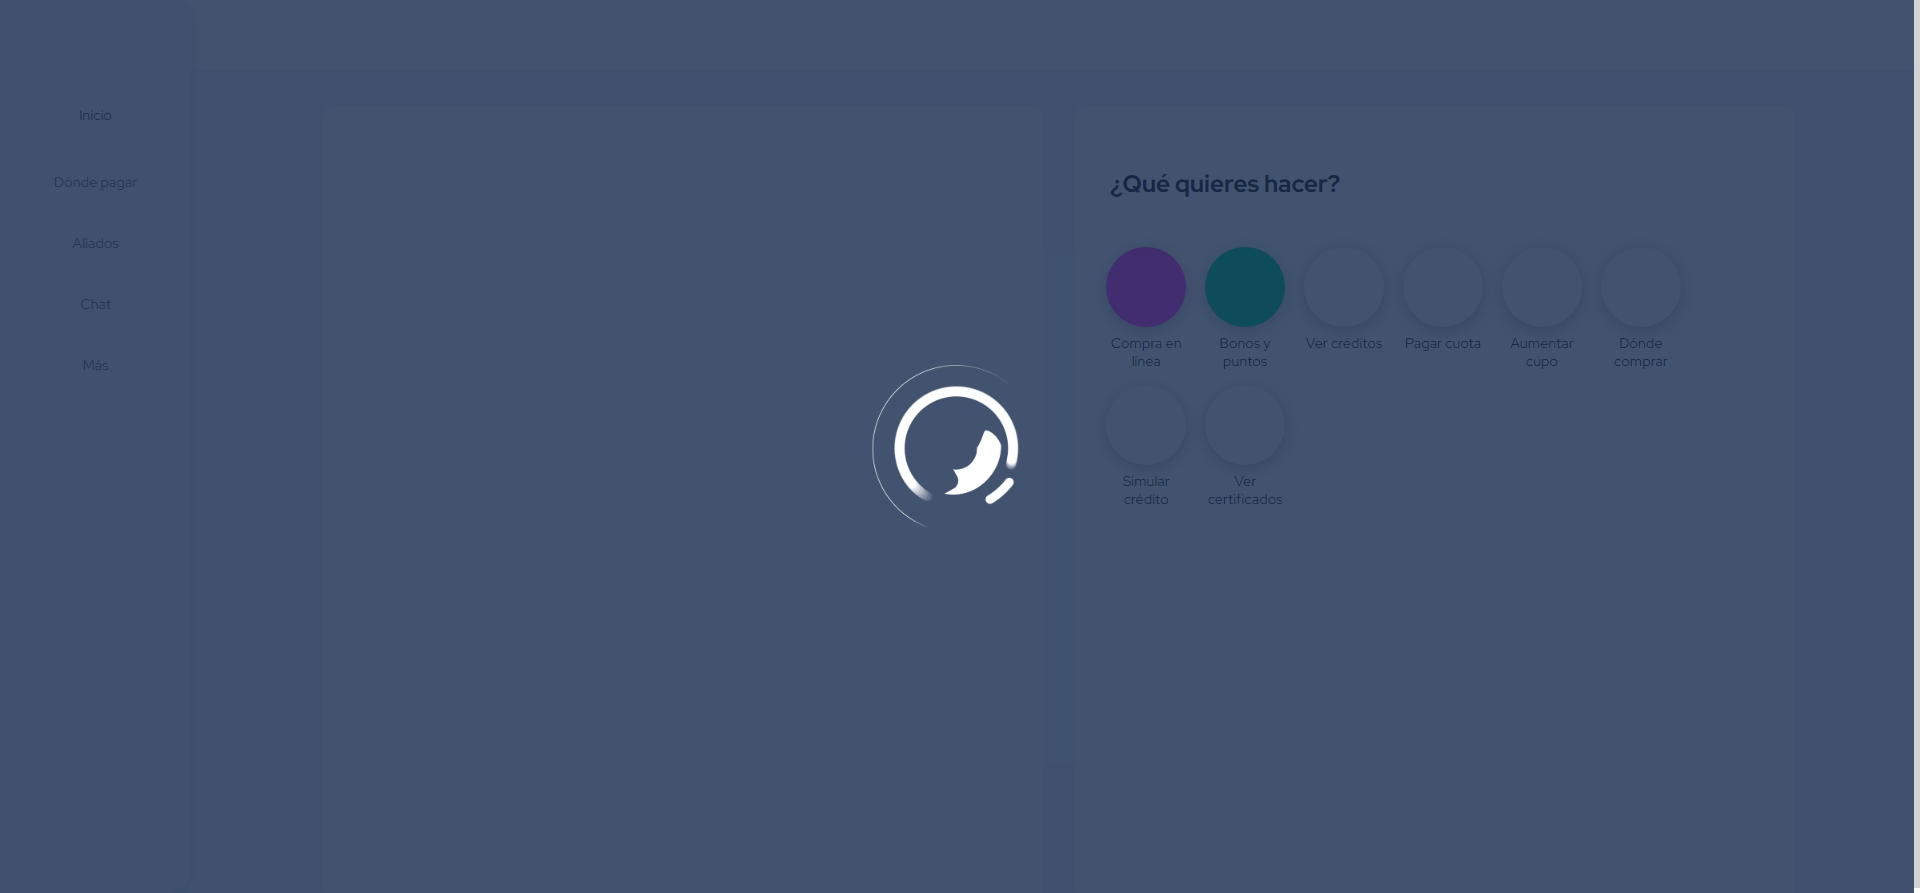 Inicio
Dónde pagar
Aliados
Chat
Más
¿Qué quieres hacer?
Compra en
línea
Bonos y
puntos
Ver créditos
Pagar cuota
Aumentar
cupo
Dónde
comprar
Simular
crédito
Ver
certificados